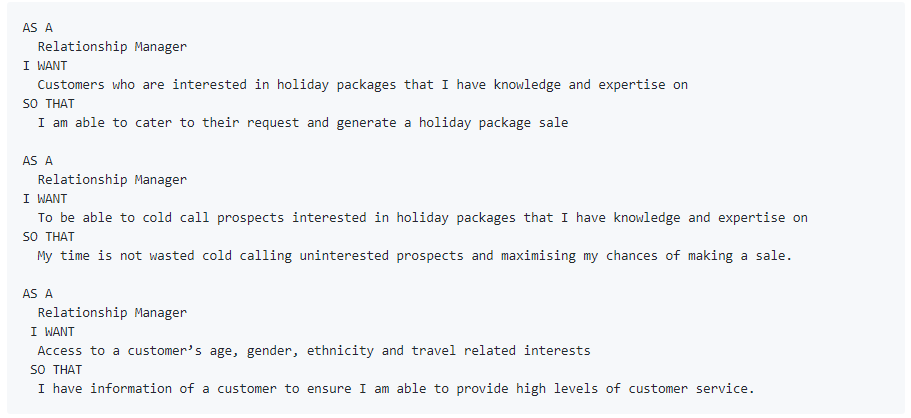 AS A
Relationship Manager
I WANT
Customers who are interested in holiday packages that I have knowledge and expertise on
SO THAT
I am able to cater to their request and generate a holiday package sale
AS A
Relationship Manager
I WANT
To be able to cold call prospects interested in holiday packages that I have knowledge and expertise on
SO THAT
My time is not wasted cold calling uninterested prospects and maximising my chances of making a sale.
AS A
Relationship Manager
I WANT
Access to a customer’s age, gender, ethnicity and travel related interests
SO THAT
I have information of a customer to ensure I am able to provide high levels of customer service.